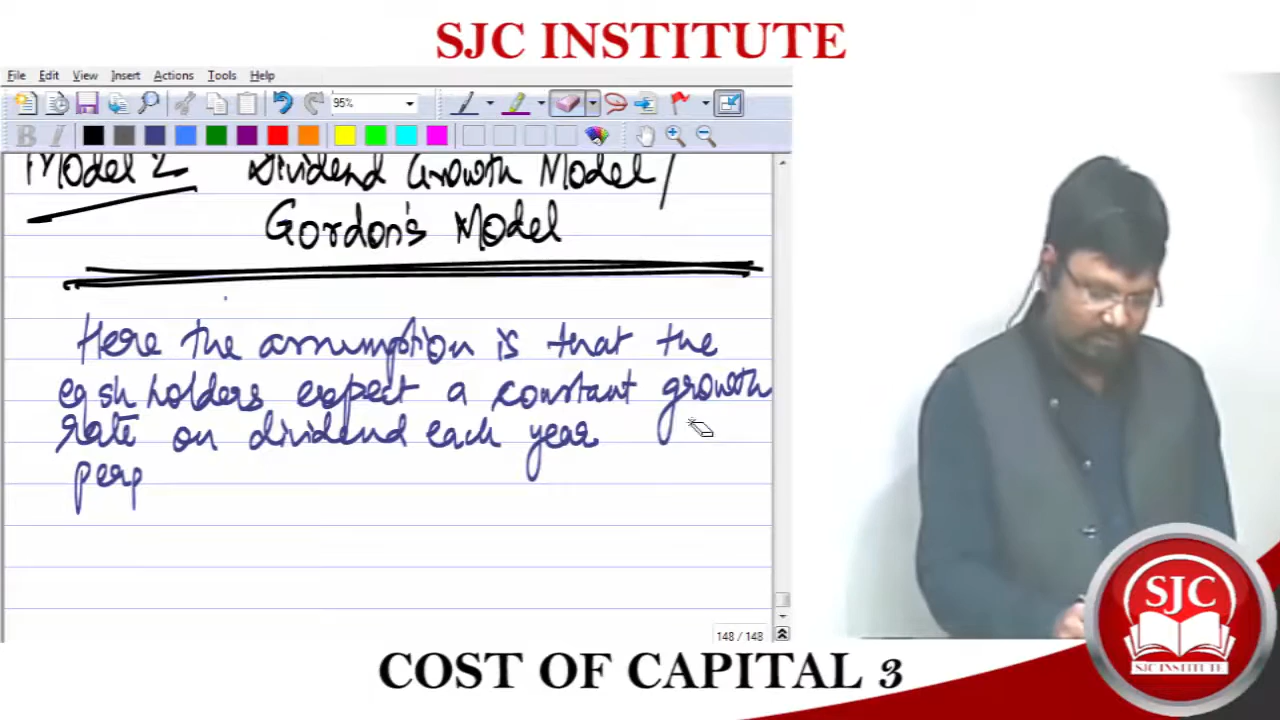 SJC INSTITUTE
File Edit View Insert Actions Tools Help
95%
B I
Model 2 Dividend Growth Model /
Gordon's Model
Here the assumption is that the
eq sh holders expect a constant growth
rate on dividend each year
perp
148 / 148
SJC
SJC INSTITUTE
COST OF CAPITAL 3